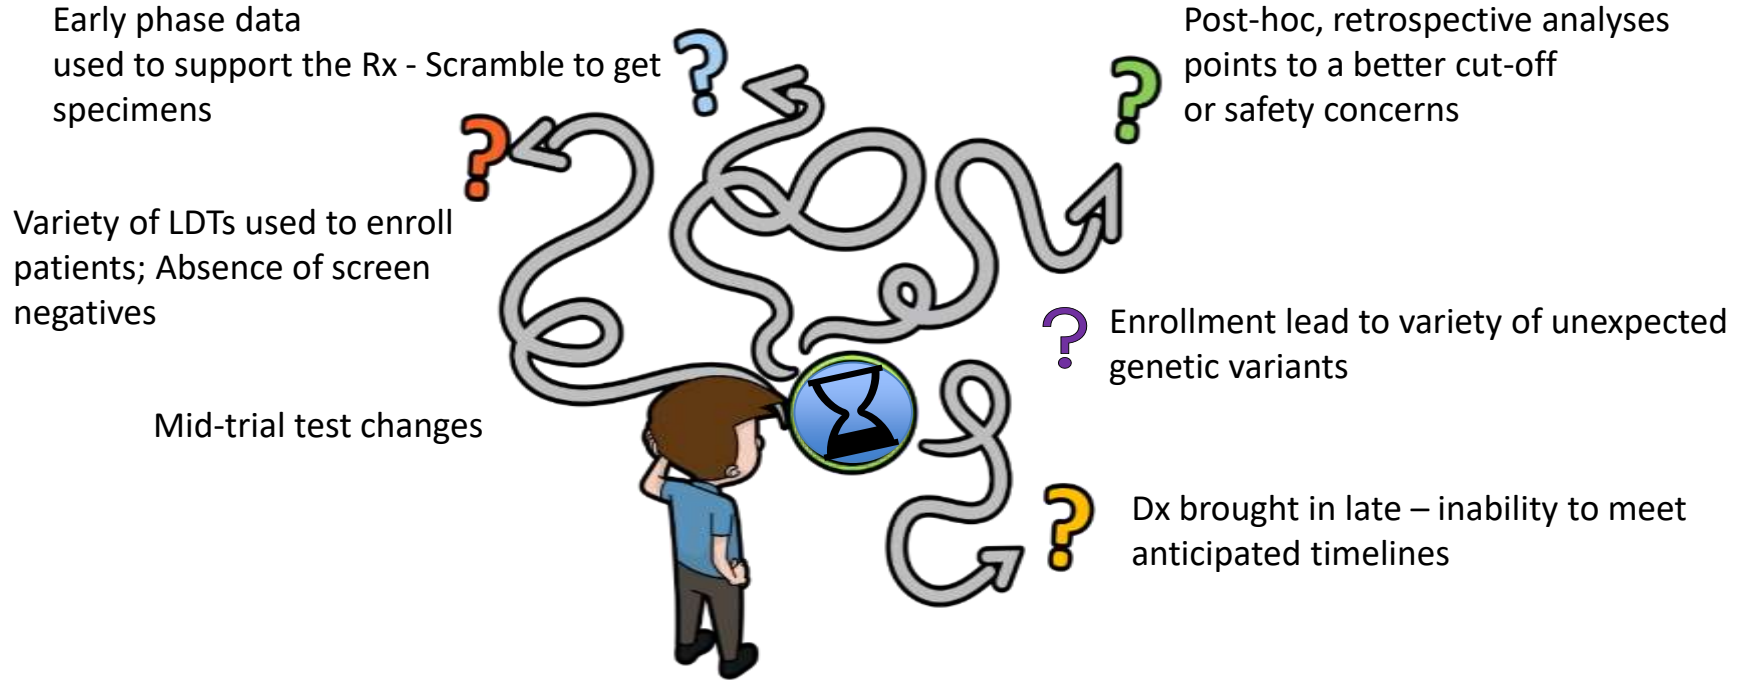 Early phase data
used to support the Rx - Scramble to get
specimens
Post-hoc, retrospective analyses
points to a better cut-off
or safety concerns
Variety of LDTs used to enroll
patients; Absence of screen
negatives
Enrollment lead to variety of unexpected
genetic variants
Mid-trial test changes
Dx brought in late – inability to meet
anticipated timelines